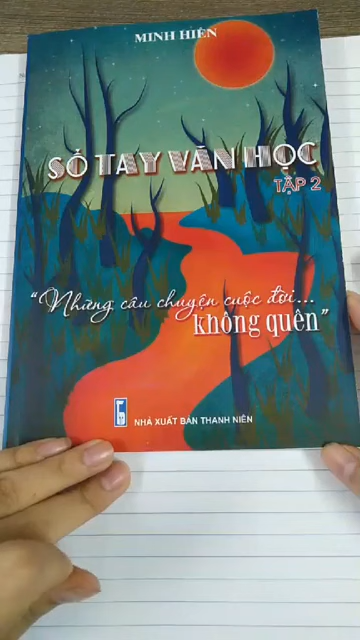 MINH HIỀN
SỔ TAY VĂN HỌC
TẬP 2
"Những câu chuyện cuộc đời...
không quên"
NHÀ XUẤT BẢN THANH NIÊN